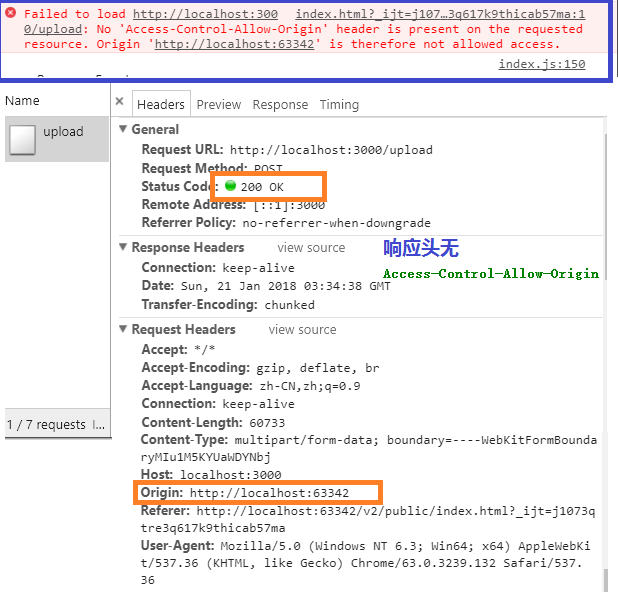 Failed to load http://localhost:300 index.html?_ijt=j107…3q617k9thicab57ma:1
0/upload: No 'Access-Control-Allow-Origin' header is present on the requested
resource. Origin 'http://localhost:63342' is therefore not allowed access.
index.js:150
Name
× Headers Preview Response Timing
upload
▼ General
Request URL: http://localhost:3000/upload
Request Method: POST
Status Code: 200 OK
Remote Address: [::1]:3000
Referrer Policy: no-referrer-when-downgrade
▼ Response Headers view source
响应头无
Connection: keep-alive
Access-Control-Allow-Origin
Date: Sun, 21 Jan 2018 03:34:38 GMT
Transfer-Encoding: chunked
▼ Request Headers view source
Accept: */*
Accept-Encoding: gzip, deflate, br
Accept-Language: zh-CN,zh;q=0.9
Connection: keep-alive
Content-Length: 60733
Content-Type: multipart/form-data; boundary=----WebKitFormBounda
ryMIu1M5KYUaWDYNbj
Host: localhost:3000
Origin: http://localhost:63342
Referer: http://localhost:63342/v2/public/index.html?_ijt=j1073q
tre3q617k9thicab57ma
User-Agent: Mozilla/5.0 (Windows NT 6.3; Win64; x64) AppleWebKi
t/537.36 (KHTML, like Gecko) Chrome/63.0.3239.132 Safari/537.
36
1 / 7 requests I...